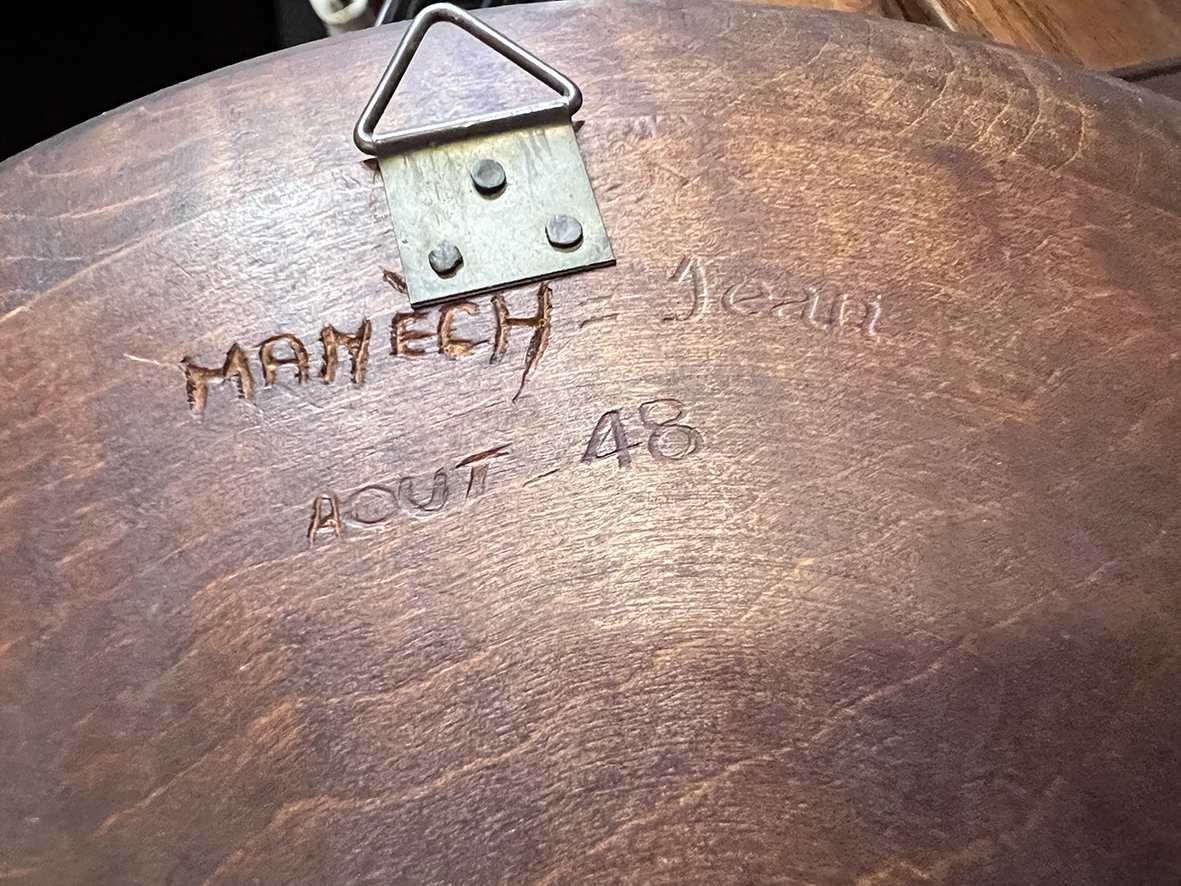 MANECH - Jean
AOUT - 48